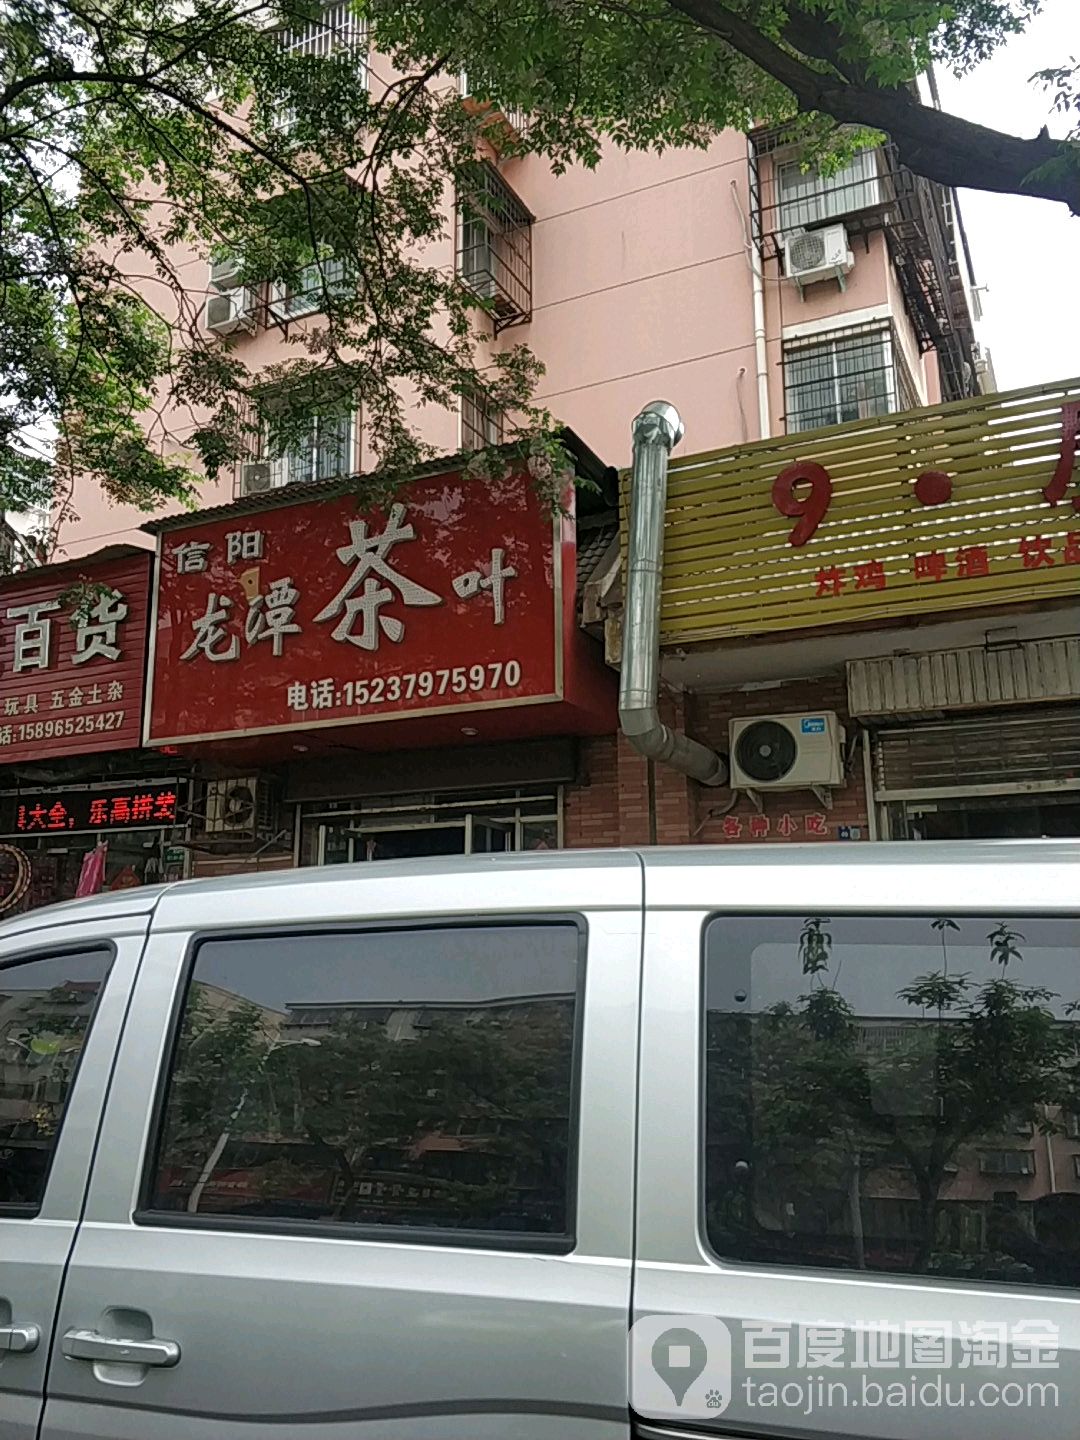 百货
玩具 五金土杂
话:15896525427
大全，乐高拼装
信阳
龙潭茶叶
电话:15237975970
9·
炸鸡 啤酒 饮品
Midea
各种小吃
百度地图淘金
taojin.baidu.com